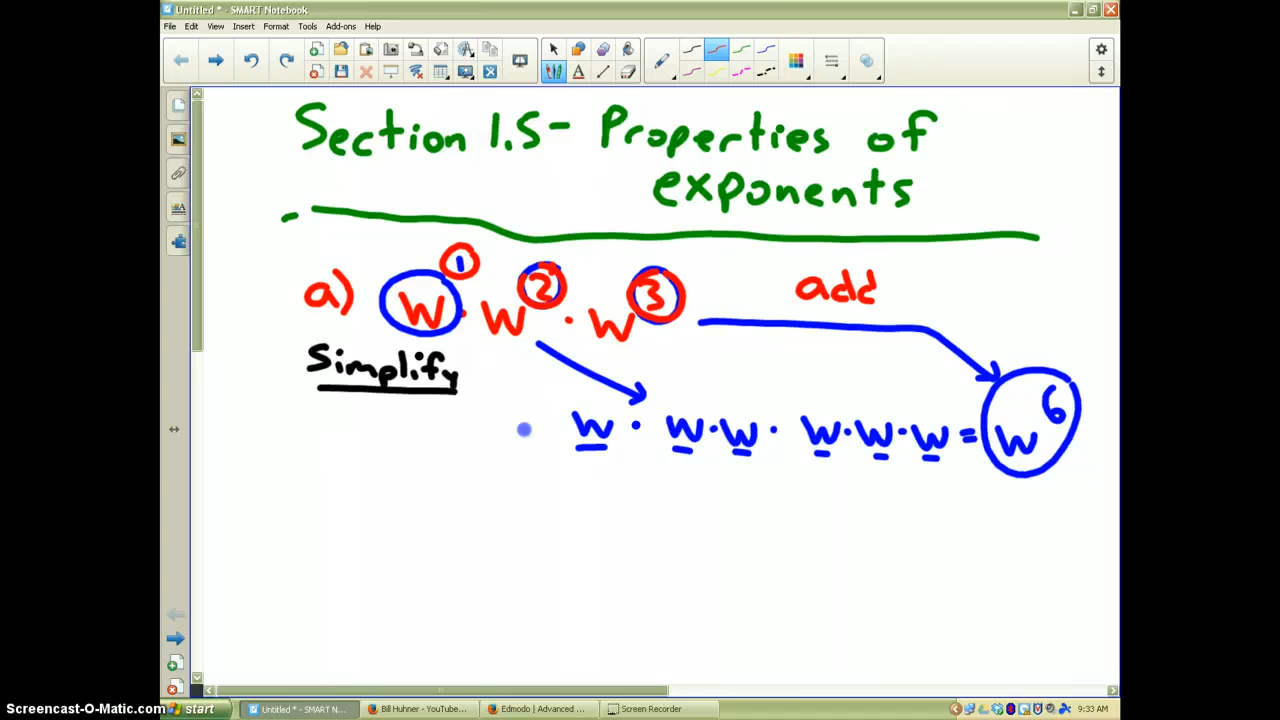 Untitled * - SMART Notebook
File Edit View Insert Format Tools Add-ons Help
Section 1.5 - Properties of
exponents
a) W¹ · W² · W³ add
Simplify
w · w · w · w · w · w = w⁶
Screencast-O-Matic.com
start Untitled * - SMART N... Bill Huhner - YouTube... Edmodo | Advanced ... Screen Recorder 9:33 AM